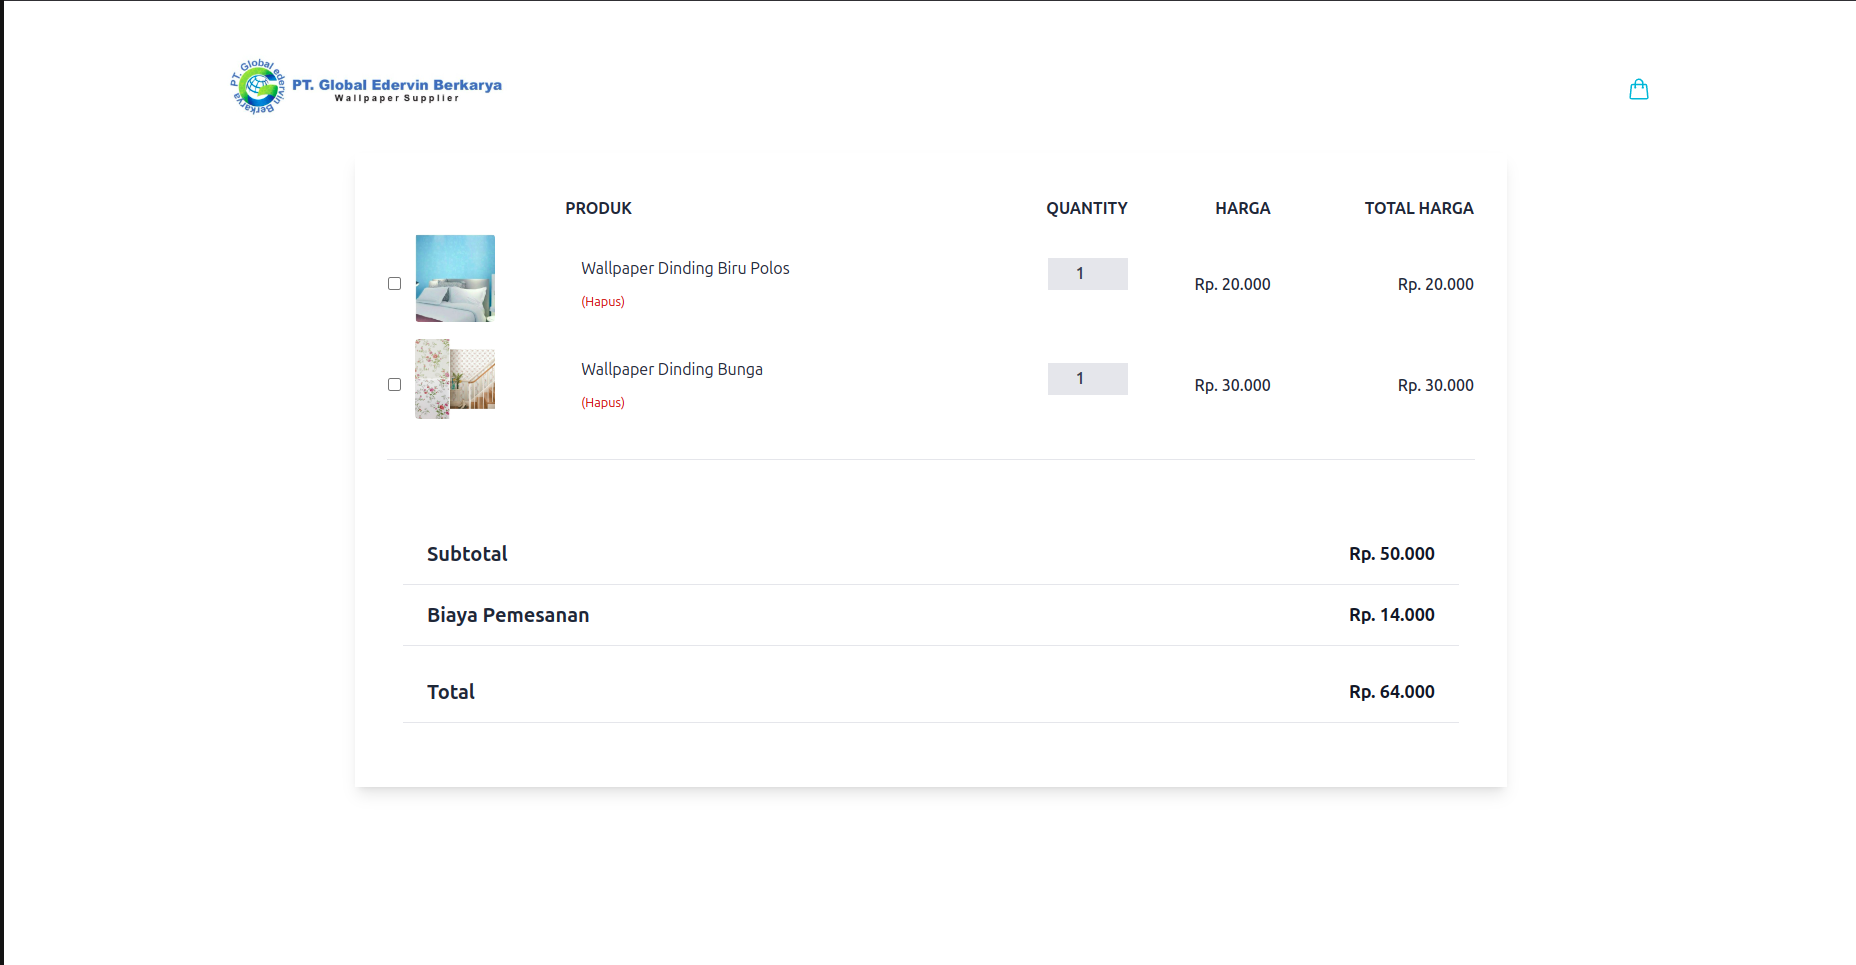 PT. Global edervin Berkarya
PT. Global Edervin Berkarya
Wallpaper Supplier
PRODUK QUANTITY HARGA TOTAL HARGA
Wallpaper Dinding Biru Polos
(Hapus)
1 Rp. 20.000 Rp. 20.000
Wallpaper Dinding Bunga
(Hapus)
1 Rp. 30.000 Rp. 30.000
Subtotal Rp. 50.000
Biaya Pemesanan Rp. 14.000
Total Rp. 64.000